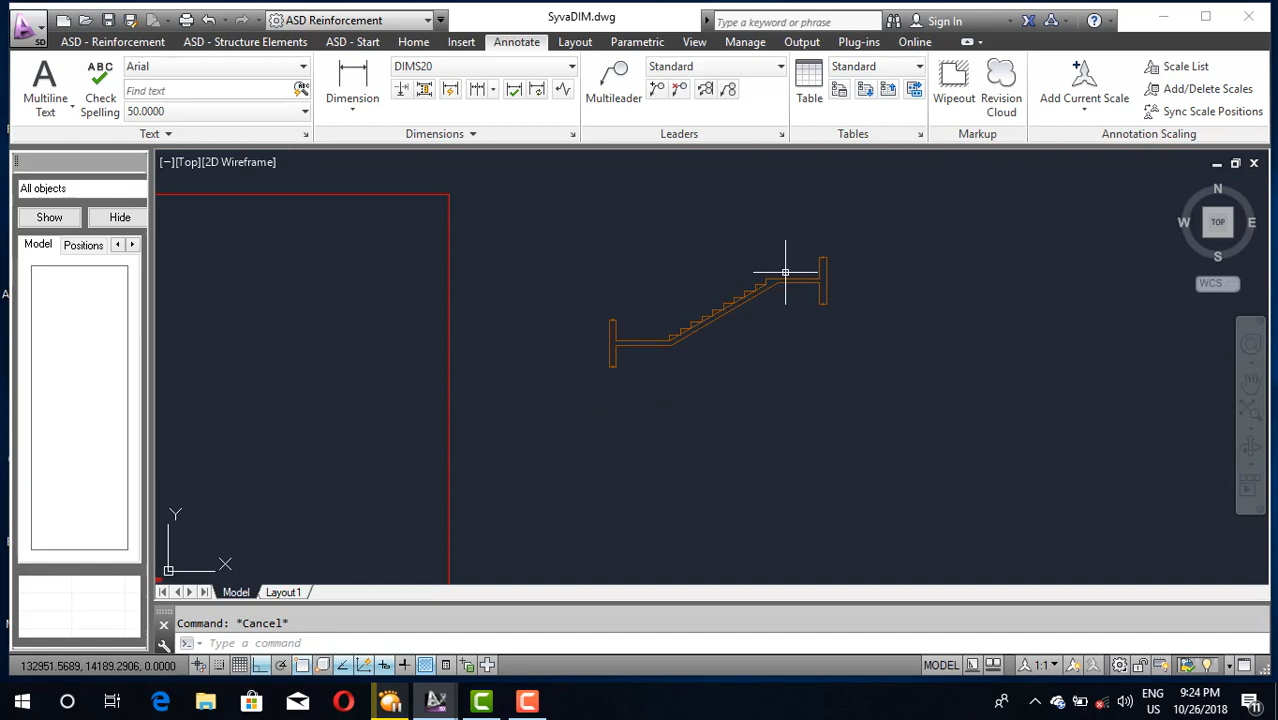 SD
ASD Reinforcement
SyvaDIM.dwg
Type a keyword or phrase
Sign In
ASD - Reinforcement
ASD - Structure Elements
ASD - Start
Home
Insert
Annotate
Layout
Parametric
View
Manage
Output
Plug-ins
Online
A
Multiline
Text
ABC
Check
Spelling
Arial
Find text
50.0000
Text
Dimension
DIMS20
Dimensions
Multileader
Standard
Leaders
Table
Standard
Tables
Wipeout
Revision
Cloud
Markup
Add Current Scale
Scale List
Add/Delete Scales
Sync Scale Positions
Annotation Scaling
All objects
Show
Hide
Model
Positions
[−][Top][2D Wireframe]
N
W
TOP
E
S
WCS
Y
X
Model
Layout1
Command: *Cancel*
Type a command
132951.5689, 14189.2906, 0.0000
MODEL
1:1
ENG
US
9:24 PM
10/26/2018